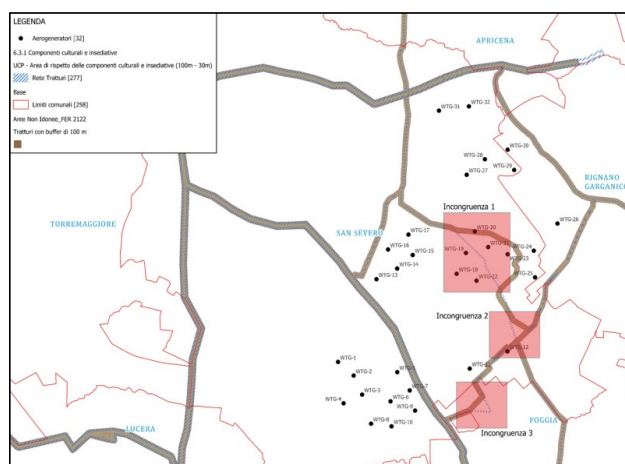 LEGENDA
Aerogeneratori [32]
6.3.1 Componenti culturali e insediative
UCP - Area di rispetto delle componenti culturali e insediative (100m - 30m)
Rete Tratturi [277]
Base
Limiti comunali [258]
Aree Non Idonee_FER 2122
Tratturi con buffer di 100 m
APRICENA
WTG-31
WTG-32
WTG-30
WTG-28
WTG-29
WTG-27
RIGNANO
GARGANICO
TORREMAGGIORE
Incongruenza 1
SAN SEVERO
WTG-17
WTG-20
WTG-26
WTG-16
WTG-15
WTG-19
WTG-23
WTG-24
WTG-14
WTG-13
WTG-18
WTG-22
WTG-25
Incongruenza 2
WTG-12
WTG-1
WTG-2
WTG-3
WTG-7
WTG-4
WTG-6
WTG-9
WTG-8
WTG-10
LUCERA
FOGGIA
Incongruenza 3